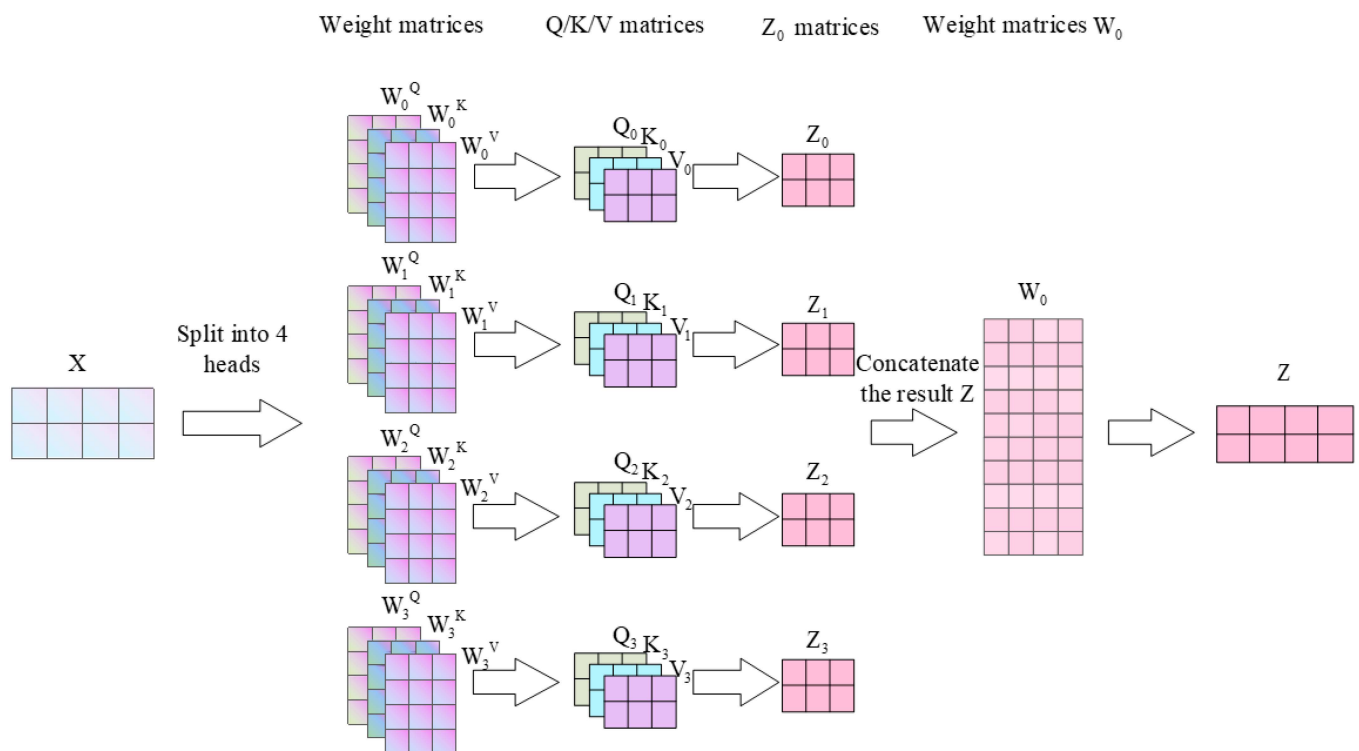 Weight matrices
Q/K/V matrices
Z₀ matrices
Weight matrices W₀
W₀Q
W₀K
W₀V
Q₀
K₀
V₀
Z₀
W₁Q
W₁K
W₁V
Q₁
K₁
V₁
Z₁
W₀
Split into 4
heads
X
Concatenate
the result Z
Z
W₂Q
W₂K
W₂V
Q₂
K₂
V₂
Z₂
W₃Q
W₃K
W₃V
Q₃
K₃
V₃
Z₃